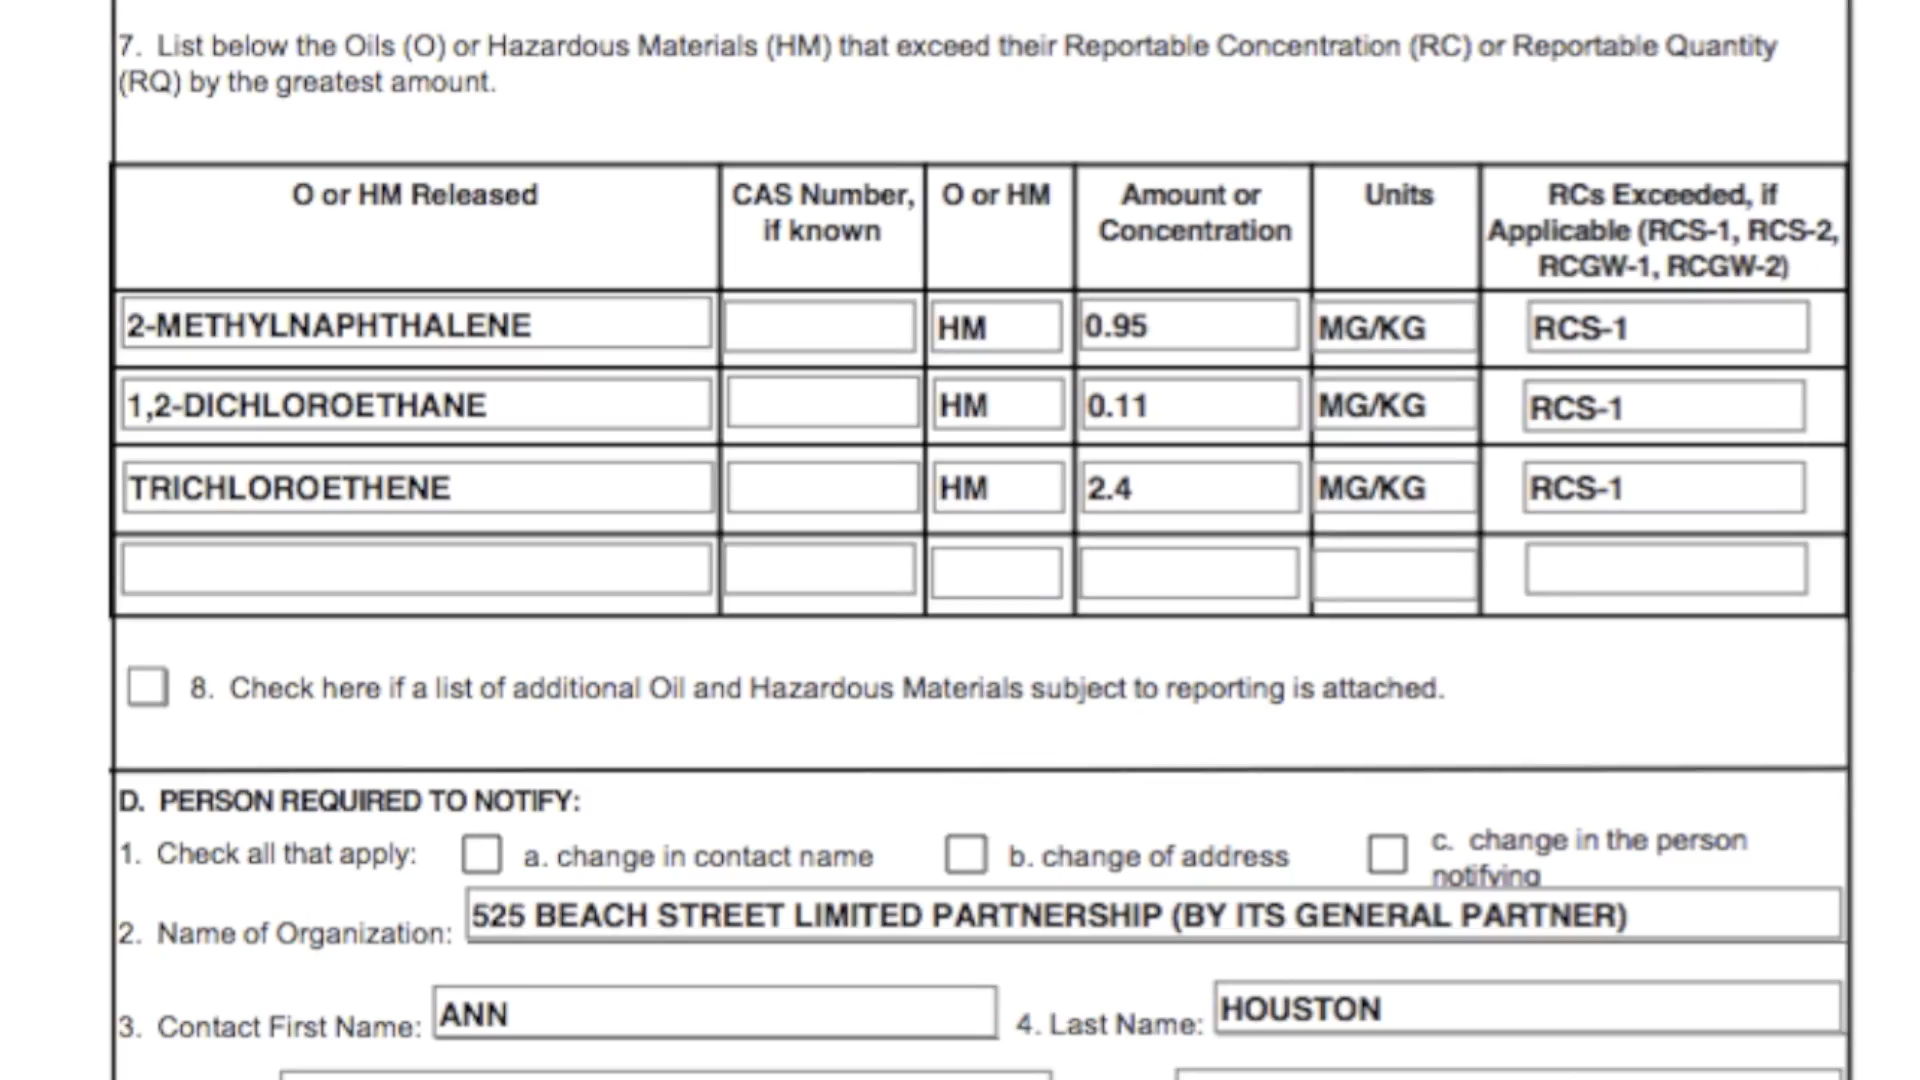 7. List below the Oils (O) or Hazardous Materials (HM) that exceed their Reportable Concentration (RC) or Reportable Quantity
(RQ) by the greatest amount.
O or HM Released
CAS Number,
if known
O or HM
Amount or
Concentration
Units
RCs Exceeded, if
Applicable (RCS-1, RCS-2,
RCGW-1, RCGW-2)
2-METHYLNAPHTHALENE HM 0.95 MG/KG RCS-1
1,2-DICHLOROETHANE HM 0.11 MG/KG RCS-1
TRICHLOROETHENE HM 2.4 MG/KG RCS-1
8. Check here if a list of additional Oil and Hazardous Materials subject to reporting is attached.
D. PERSON REQUIRED TO NOTIFY:
1. Check all that apply: a. change in contact name b. change of address c. change in the person
notifying
2. Name of Organization: 525 BEACH STREET LIMITED PARTNERSHIP (BY ITS GENERAL PARTNER)
3. Contact First Name: ANN 4. Last Name: HOUSTON